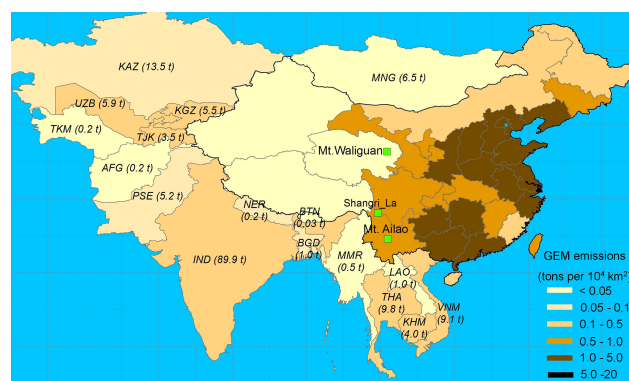 KAZ (13.5 t)
MNG (6.5 t)
UZB (5.9 t)
KGZ (5.5 t)
TKM (0.2 t)
TJK (3.5 t)
Mt.Waliguan
AFG (0.2 t)
PSE (5.2 t)
NER
(0.2 t)
BTN
(0.03 t)
Shangri_La
Mt. Ailao
BGD
(1.0 t)
IND (89.9 t)
MMR
(0.5 t)
LAO
(1.0 t)
THA
(9.8 t)
VNM
(9.1 t)
KHM
(4.0 t)
GEM emissions
(tons per 10⁴ km²)
< 0.05
0.05 - 0.1
0.1 - 0.5
0.5 - 1.0
1.0 - 5.0
5.0 -20